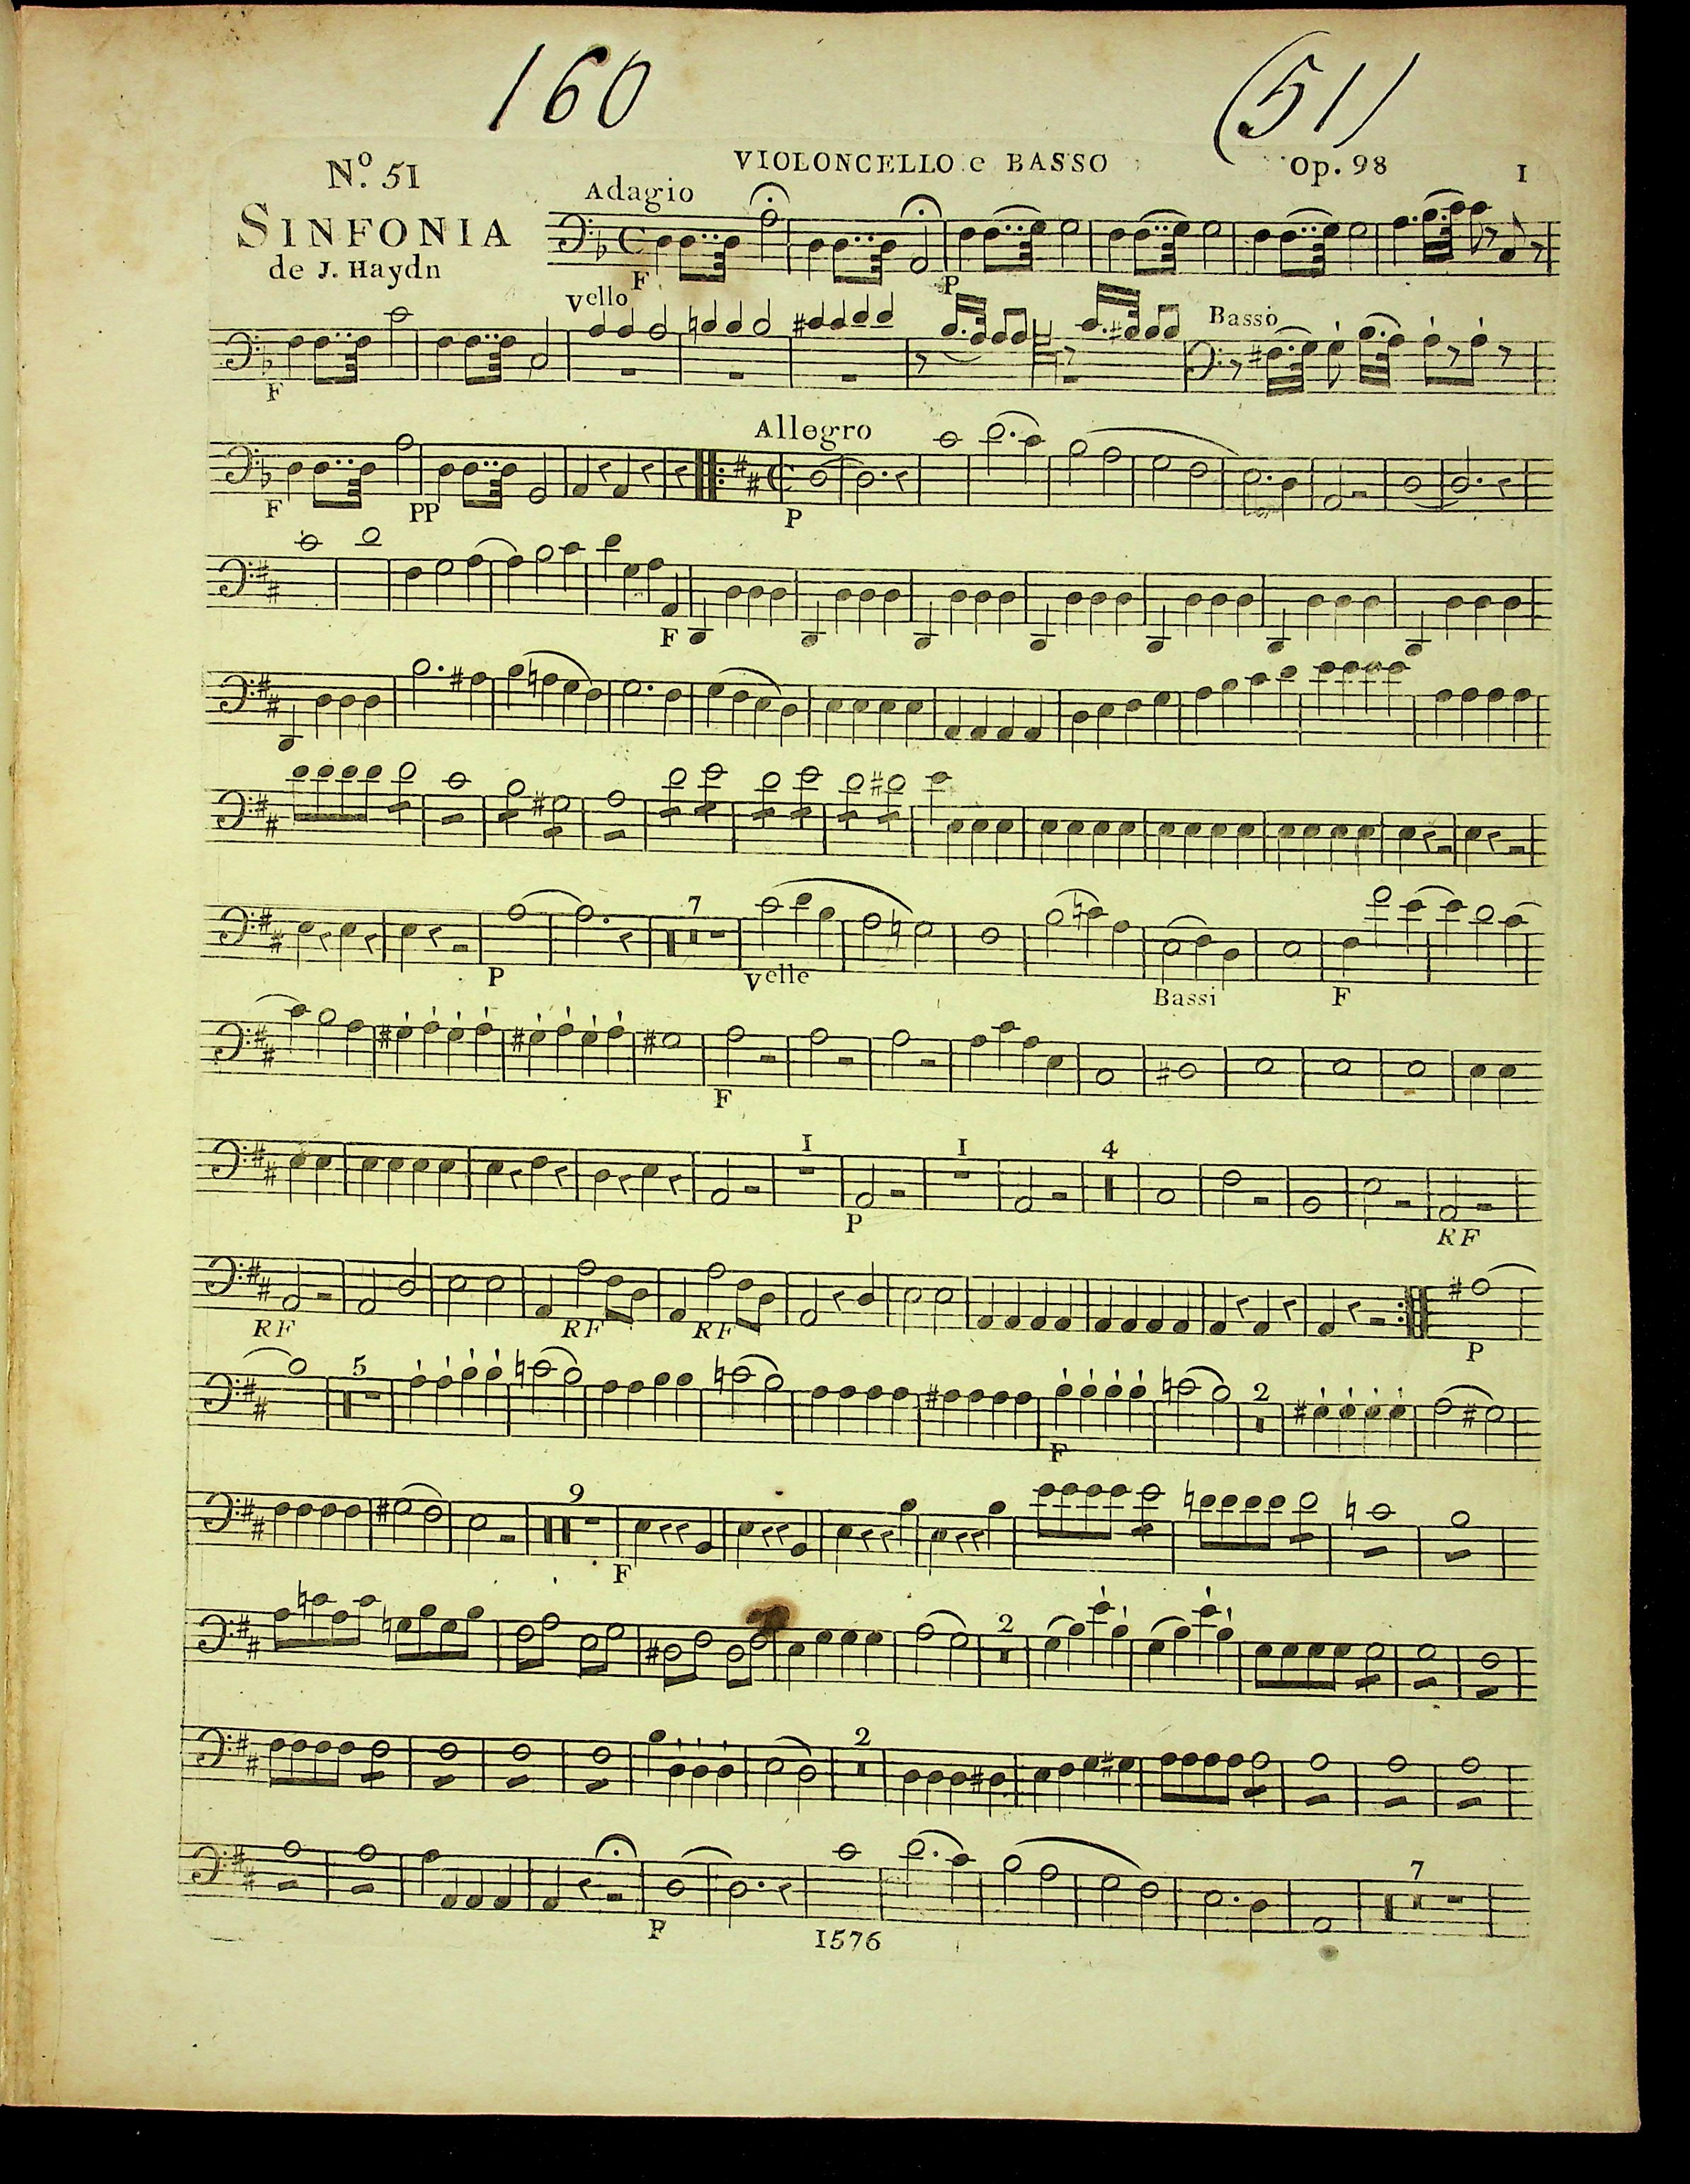 160
(51)
N.º 51
VIOLONCELLO e BASSO
Op. 98
1
SINFONIA
de J. Haydn
Adagio
F
P
Vello
Basso
F
Allegro
F
PP
P
F
7
P
Velle
Bassi
F
F
I
I
4
P
RF
RF
RF
RF
P
5
2
F
9
F
2
2
7
P
1576